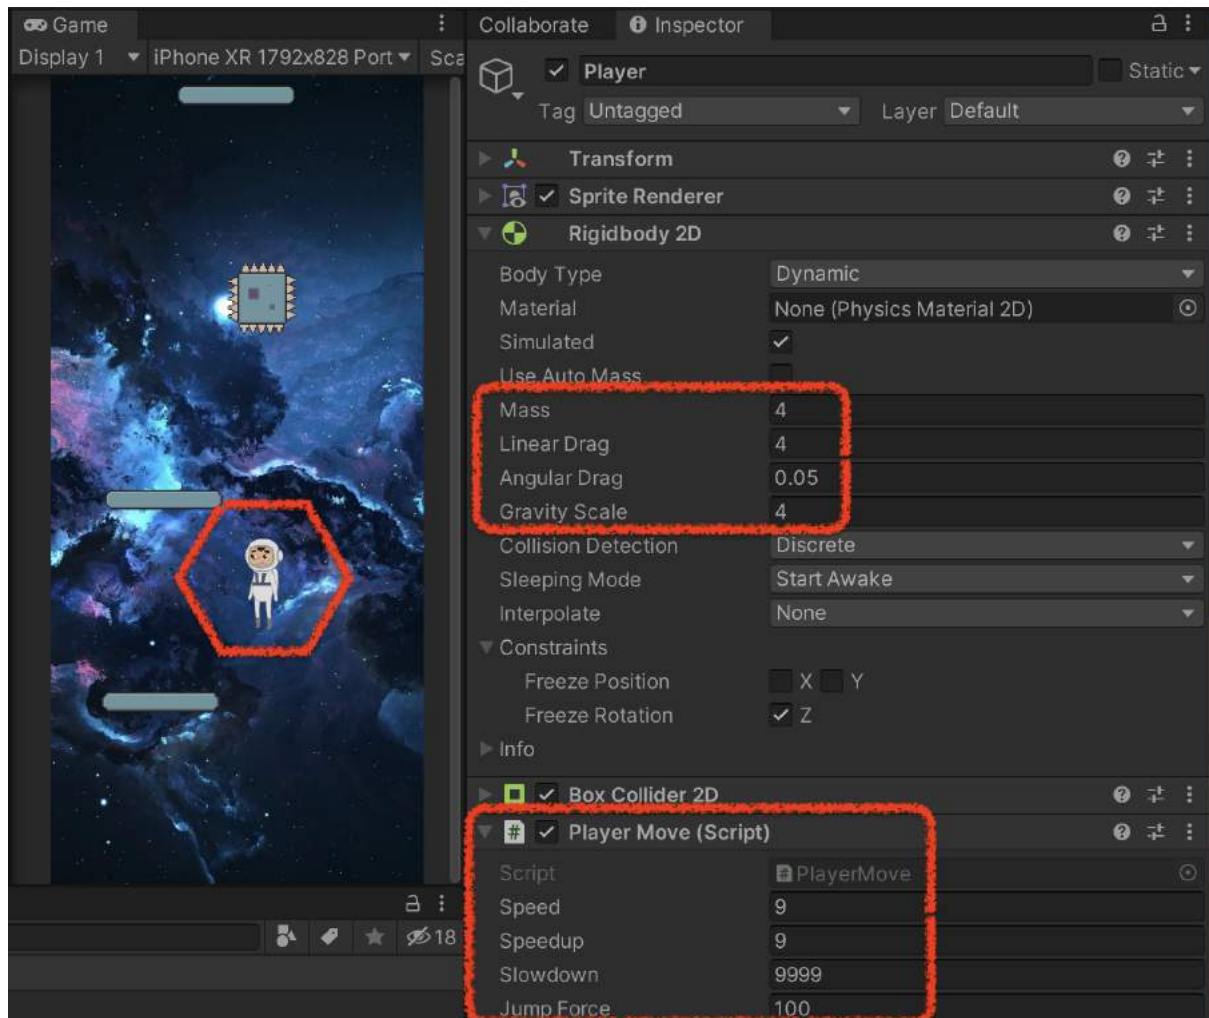 Game
Display 1 iPhone XR 1792x828 Port Sca
18
Collaborate Inspector
Player Static
Tag Untagged Layer Default
Transform
Sprite Renderer
Rigidbody 2D
Body Type Dynamic
Material None (Physics Material 2D)
Simulated
Use Auto Mass
Mass 4
Linear Drag 4
Angular Drag 0.05
Gravity Scale 4
Collision Detection Discrete
Sleeping Mode Start Awake
Interpolate None
Constraints
Freeze Position X Y
Freeze Rotation Z
Info
Box Collider 2D
# Player Move (Script)
Script # PlayerMove
Speed 9
Speedup 9
Slowdown 9999
Jump Force 100